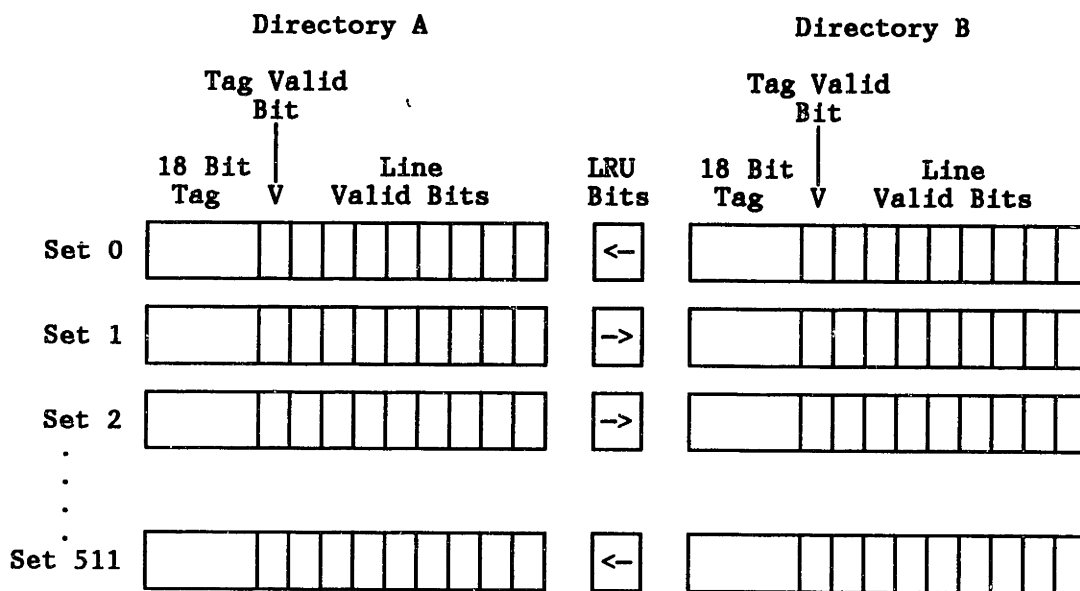 Directory A
Directory B
Tag Valid
Bit
Tag Valid
Bit
18 Bit
Tag
V
Line
Valid Bits
LRU
Bits
18 Bit
Tag
V
Line
Valid Bits
Set 0
<-
Set 1
->
Set 2
->
Set 511
<-